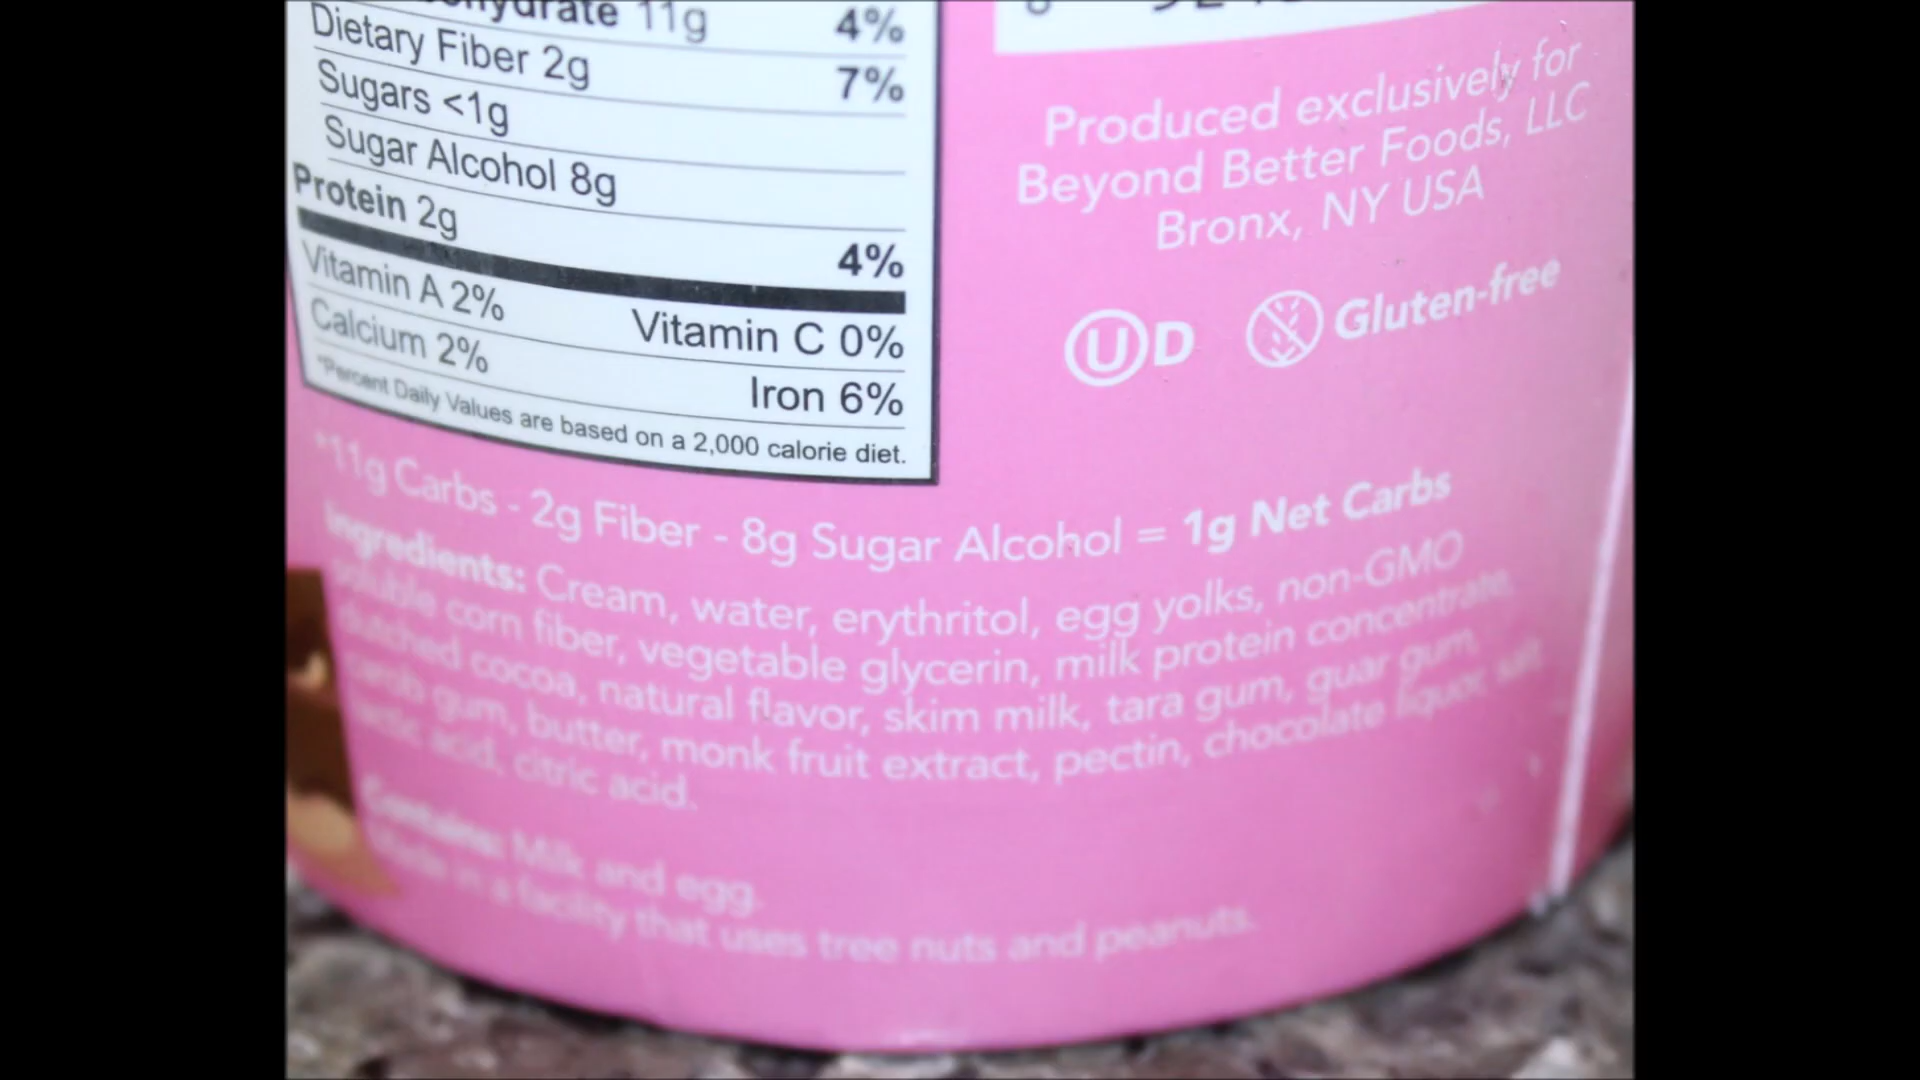 11g 4%
Dietary Fiber 2g 7%
Sugars <1g
Sugar Alcohol 8g
Protein 2g 4%
Vitamin A 2% Vitamin C 0%
Calcium 2% Iron 6%
*Percent Daily Values are based on a 2,000 calorie diet.
Produced exclusively for
Beyond Better Foods, LLC
Bronx, NY USA
U D Gluten-free
*11g Carbs - 2g Fiber - 8g Sugar Alcohol = 1g Net Carbs
Ingredients: Cream, water, erythritol, egg yolks, non-GMO
soluble corn fiber, vegetable glycerin, milk protein concentrate,
dutched cocoa, natural flavor, skim milk, tara gum, guar gum,
carob gum, butter, monk fruit extract, pectin, chocolate liquor, salt
lactic acid, citric acid.
Contains: Milk and egg.
Made in a facility that uses tree nuts and peanuts.